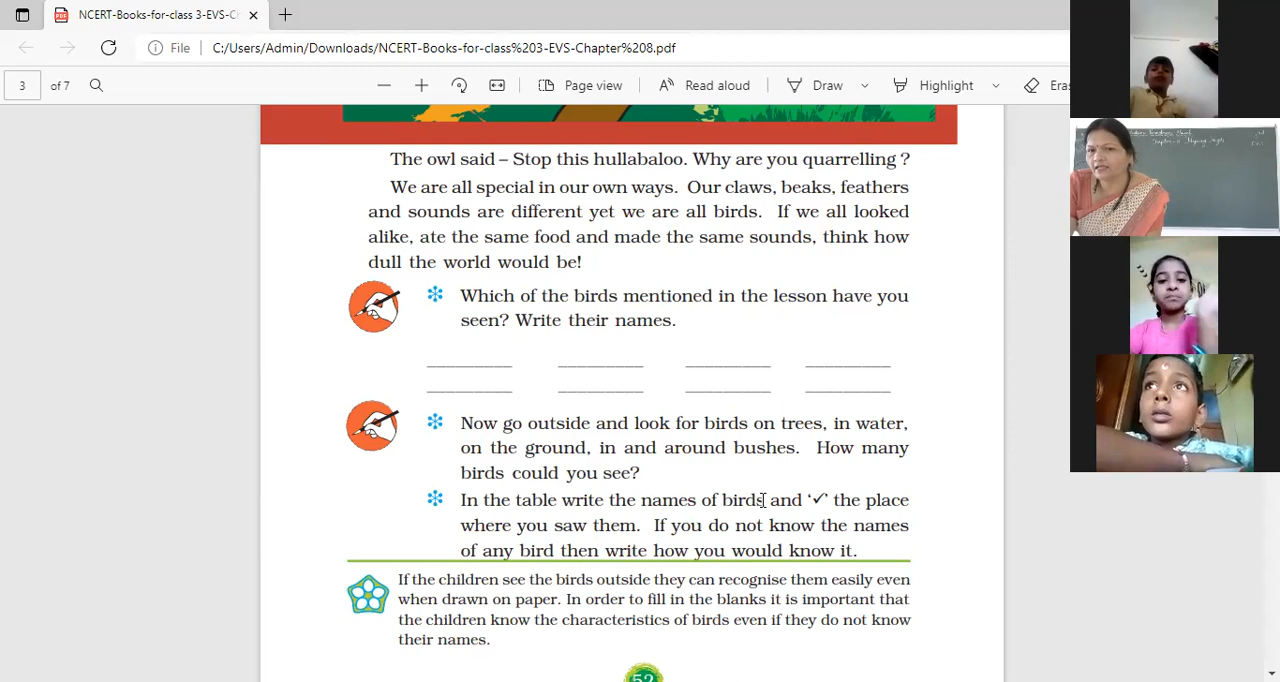 NCERT-Books-for-class 3-EVS-Ch
File C:/Users/Admin/Downloads/NCERT-Books-for-class%203-EVS-Chapter%208.pdf
3 of 7 Page view Read aloud Draw Highlight Eras
The owl said – Stop this hullabaloo. Why are you quarrelling ?
We are all special in our own ways. Our claws, beaks, feathers
and sounds are different yet we are all birds. If we all looked
alike, ate the same food and made the same sounds, think how
dull the world would be!
Which of the birds mentioned in the lesson have you
seen? Write their names.
Now go outside and look for birds on trees, in water,
on the ground, in and around bushes. How many
birds could you see?
In the table write the names of birds and ‘✓’ the place
where you saw them. If you do not know the names
of any bird then write how you would know it.
If the children see the birds outside they can recognise them easily even
when drawn on paper. In order to fill in the blanks it is important that
the children know the characteristics of birds even if they do not know
their names.
52